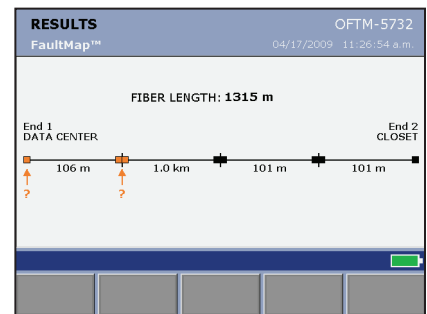 RESULTS
OFTM-5732
FaultMap™
04/17/2009 11:26:54 a.m.
FIBER LENGTH: 1315 m
End 1
DATA CENTER
End 2
CLOSET
106 m
1.0 km
101 m
101 m
?
?